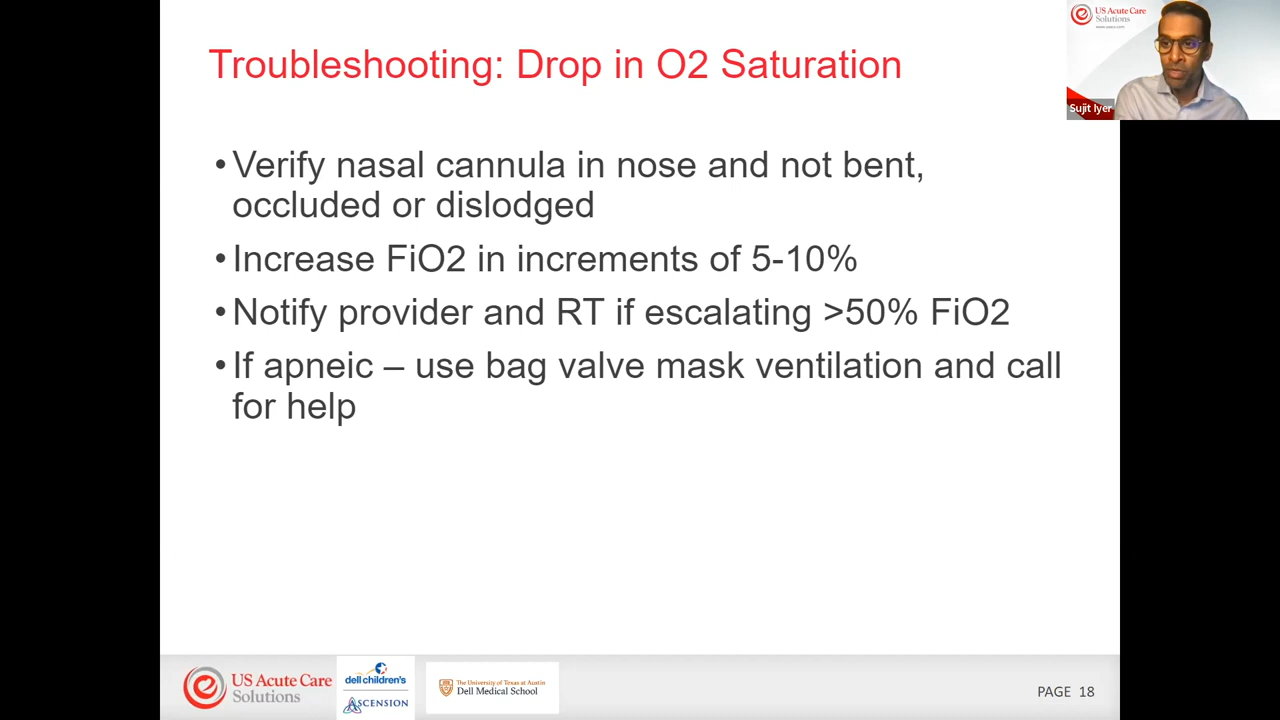 US Acute Care
Solutions
www.usacs.com
Sujit Iyer
Troubleshooting: Drop in O2 Saturation
•Verify nasal cannula in nose and not bent,
occluded or dislodged
•Increase FiO2 in increments of 5-10%
•Notify provider and RT if escalating >50% FiO2
•If apneic – use bag valve mask ventilation and call
for help
US Acute Care
Solutions
dell children's
ASCENSION
The University of Texas at Austin
Dell Medical School
PAGE 18